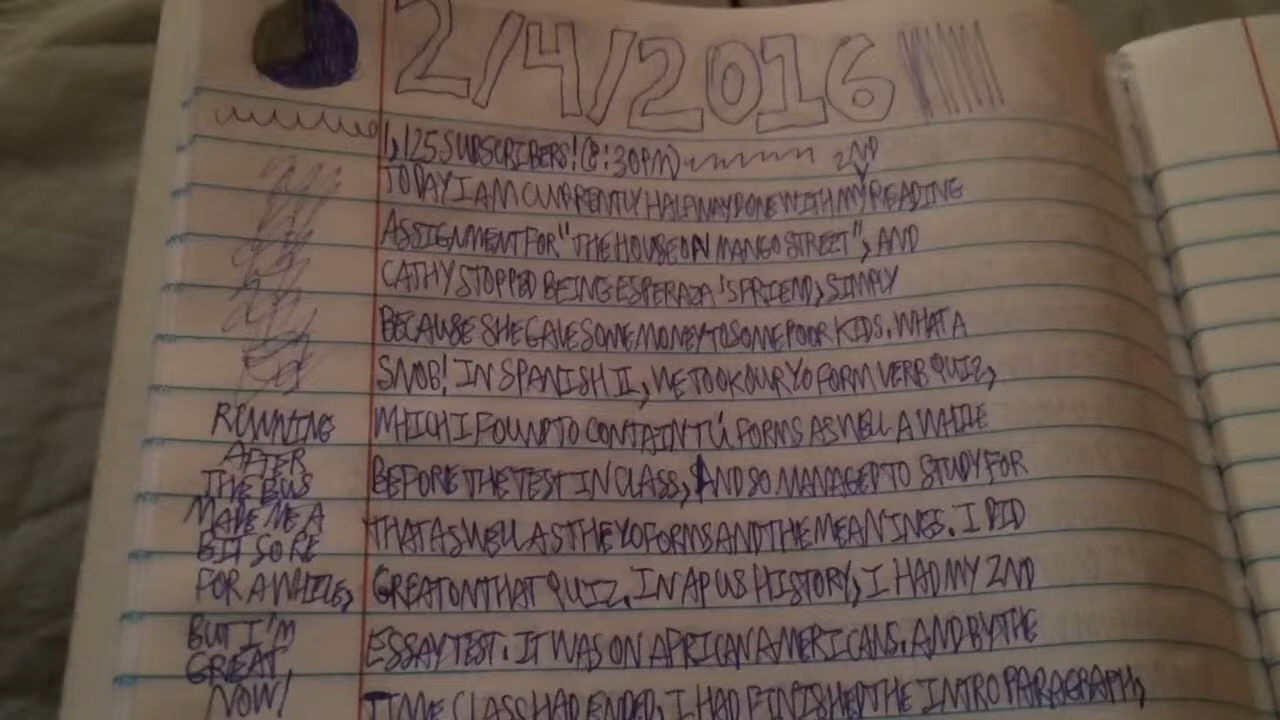 2/4/2016
1,125 SUBSCRIBERS! (8:30PM)
2ND
TODAY I AM CURRENTLY HALFWAY DONE WITH MY READING
ASSIGNMENT FOR "THE HOUSE ON MANGO STREET", AND
CATHY STOPPED BEING ESPERAZA'S FRIEND, SIMPLY
BECAUSE SHE GAVE SOME MONEY TO SOME POOR KIDS. WHAT A
SNOB! IN SPANISH II, WE TOOK OUR YO FORM VERB QUIZ,
WHICH I FOUND TO CONTAIN TÚ FORMS AS WELL A WHILE
BEFORE THE TEST IN CLASS, AND SO MANAGED TO STUDY FOR
THAT AS WELL AS THE YO FORMS AND THE MEANINGS. I DID
GREAT ON THAT QUIZ. IN AP US HISTORY, I HAD MY 2ND
ESSAY TEST. IT WAS ON AFRICAN AMERICANS. AND BY THE
TIME CLASS HAD ENDED, I HAD FINISHED THE INTRO PARAGRAPH,
RUNNING
AFTER
THE BUS
MADE ME A
BIT SORE
FOR A WHILE,
BUT I'M
GREAT
NOW!